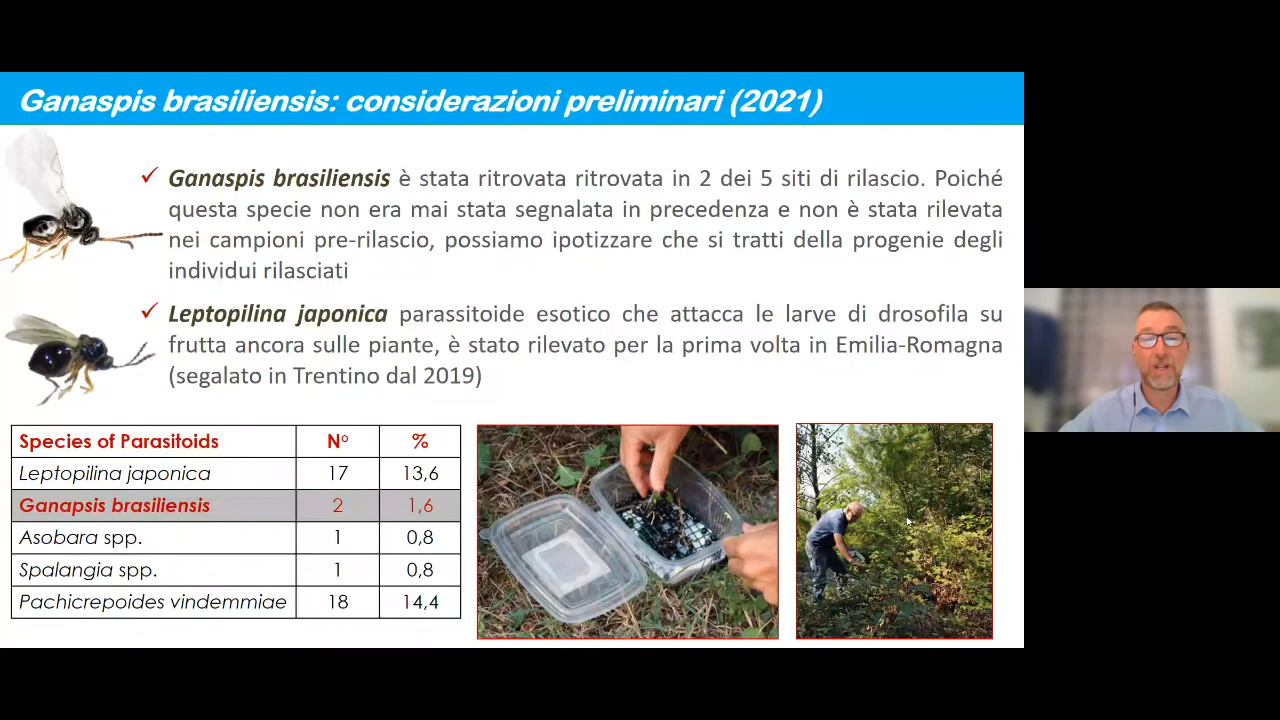 Ganaspis brasiliensis: considerazioni preliminari (2021)
✓ Ganaspis brasiliensis è stata ritrovata ritrovata in 2 dei 5 siti di rilascio. Poiché
questa specie non era mai stata segnalata in precedenza e non è stata rilevata
nei campioni pre-rilascio, possiamo ipotizzare che si tratti della progenie degli
individui rilasciati
✓ Leptopilina japonica parassitoide esotico che attacca le larve di drosofila su
frutta ancora sulle piante, è stato rilevato per la prima volta in Emilia-Romagna
(segalato in Trentino dal 2019)
Species of Parasitoids Nº %
Leptopilina japonica 17 13,6
Ganapsis brasiliensis 2 1,6
Asobara spp. 1 0,8
Spalangia spp. 1 0,8
Pachicrepoides vindemmiae 18 14,4